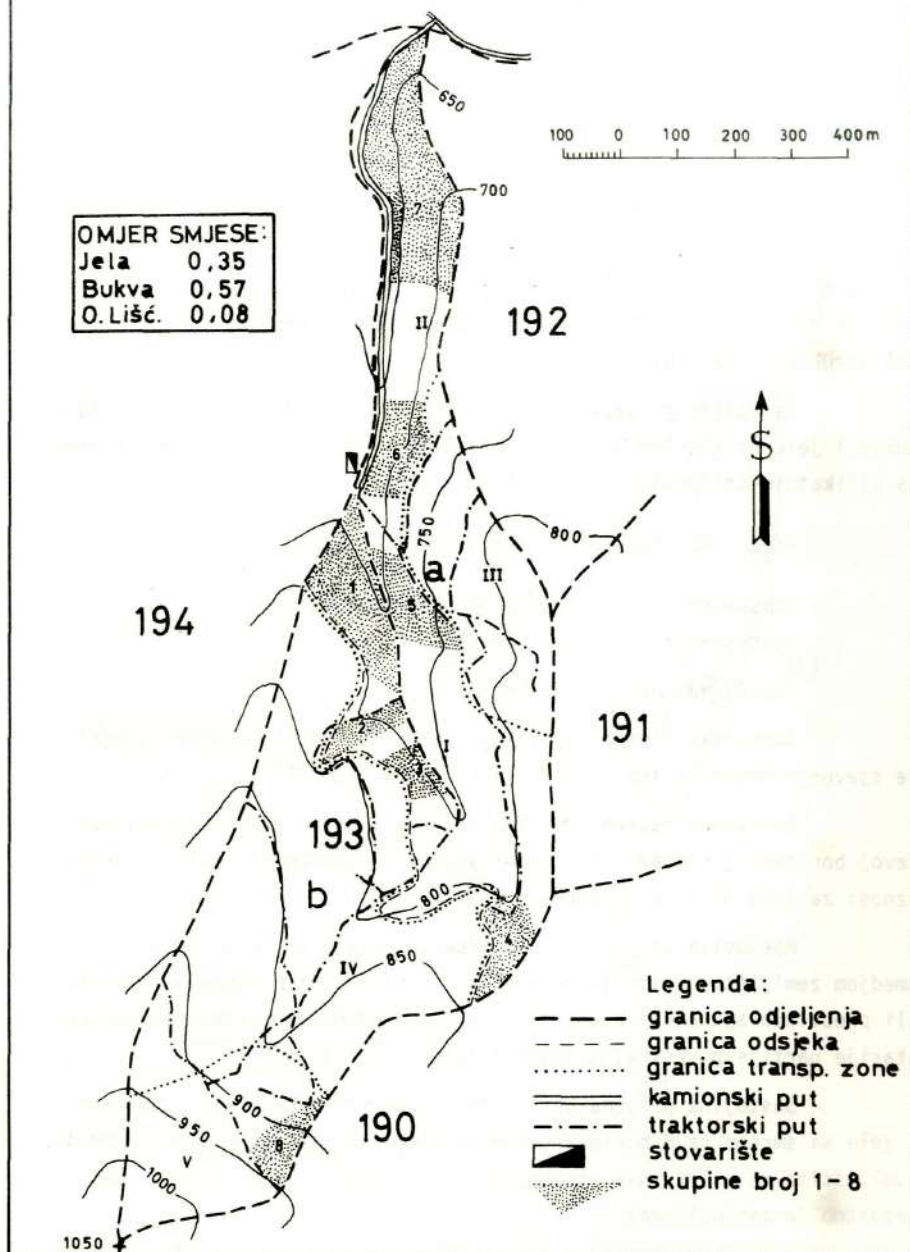 650
100 0 100 200 300 400 m
700
7
OMJER SMJESE:
Jela 0,35
Bukva 0,57
O. Lišć. 0,08
II
192
6
S
750
800
a
III
1
5
194
191
2
I
3
193
b
800
4
IV
850
Legenda:
granica odjeljenja
granica odsjeka
granica transp. zone
kamionski put
traktorski put
stovarište
skupine broj 1-8
900
190
950
8
V
1000
1050